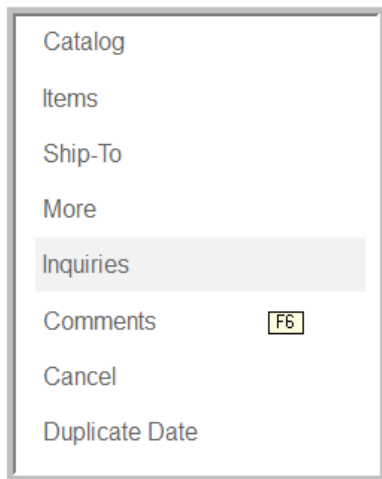 Catalog
Items
Ship-To
More
Inquiries
Comments F6
Cancel
Duplicate Date